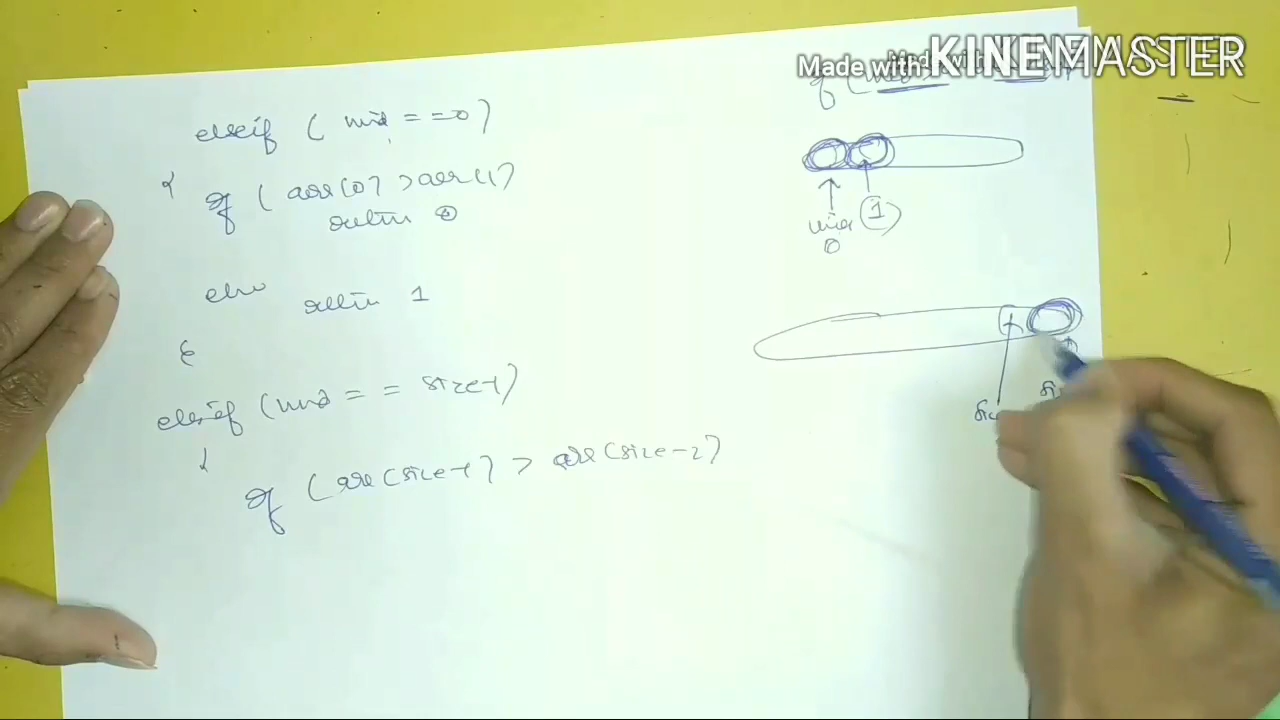 Made with KINEMASTER
elseif ( mid == 0)
{ if ( arr(0) > arr(1)
return 0
else return 1
}
elseif (mid == size-1)
{
if (arr(size-1) > arr(size-2)
if (
mid 1
0